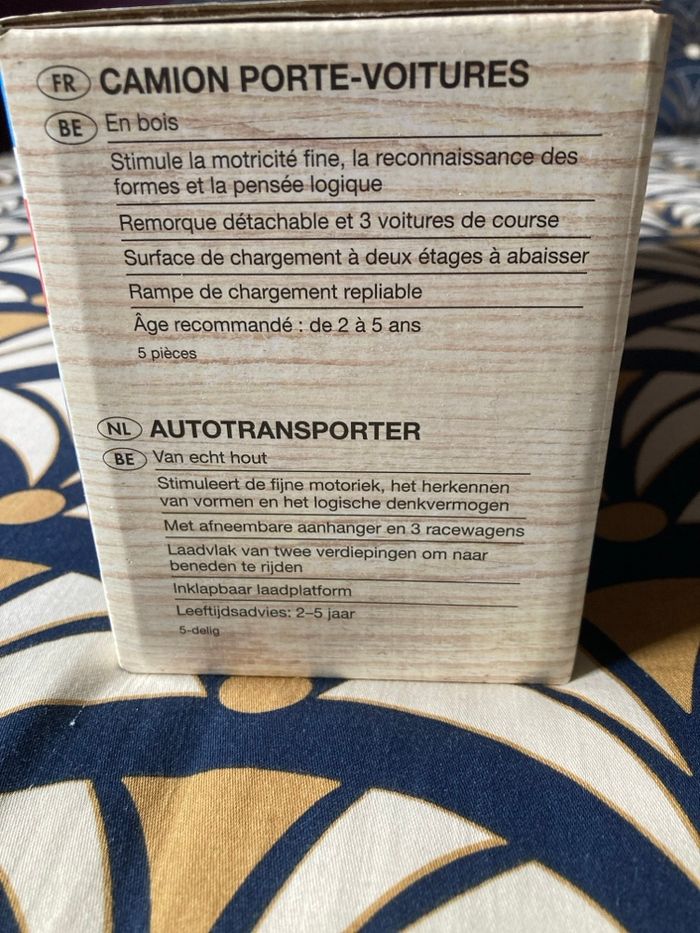 FR CAMION PORTE-VOITURES
BE En bois
Stimule la motricité fine, la reconnaissance des
formes et la pensée logique
Remorque détachable et 3 voitures de course
Surface de chargement à deux étages à abaisser
Rampe de chargement repliable
Âge recommandé : de 2 à 5 ans
5 pièces
NL AUTOTRANSPORTER
BE Van echt hout
Stimuleert de fijne motoriek, het herkennen
van vormen en het logische denkvermogen
Met afneembare aanhanger en 3 racewagens
Laadvlak van twee verdiepingen om naar
beneden te rijden
Inklapbaar laadplatform
Leeftijdsadvies: 2–5 jaar
5-delig